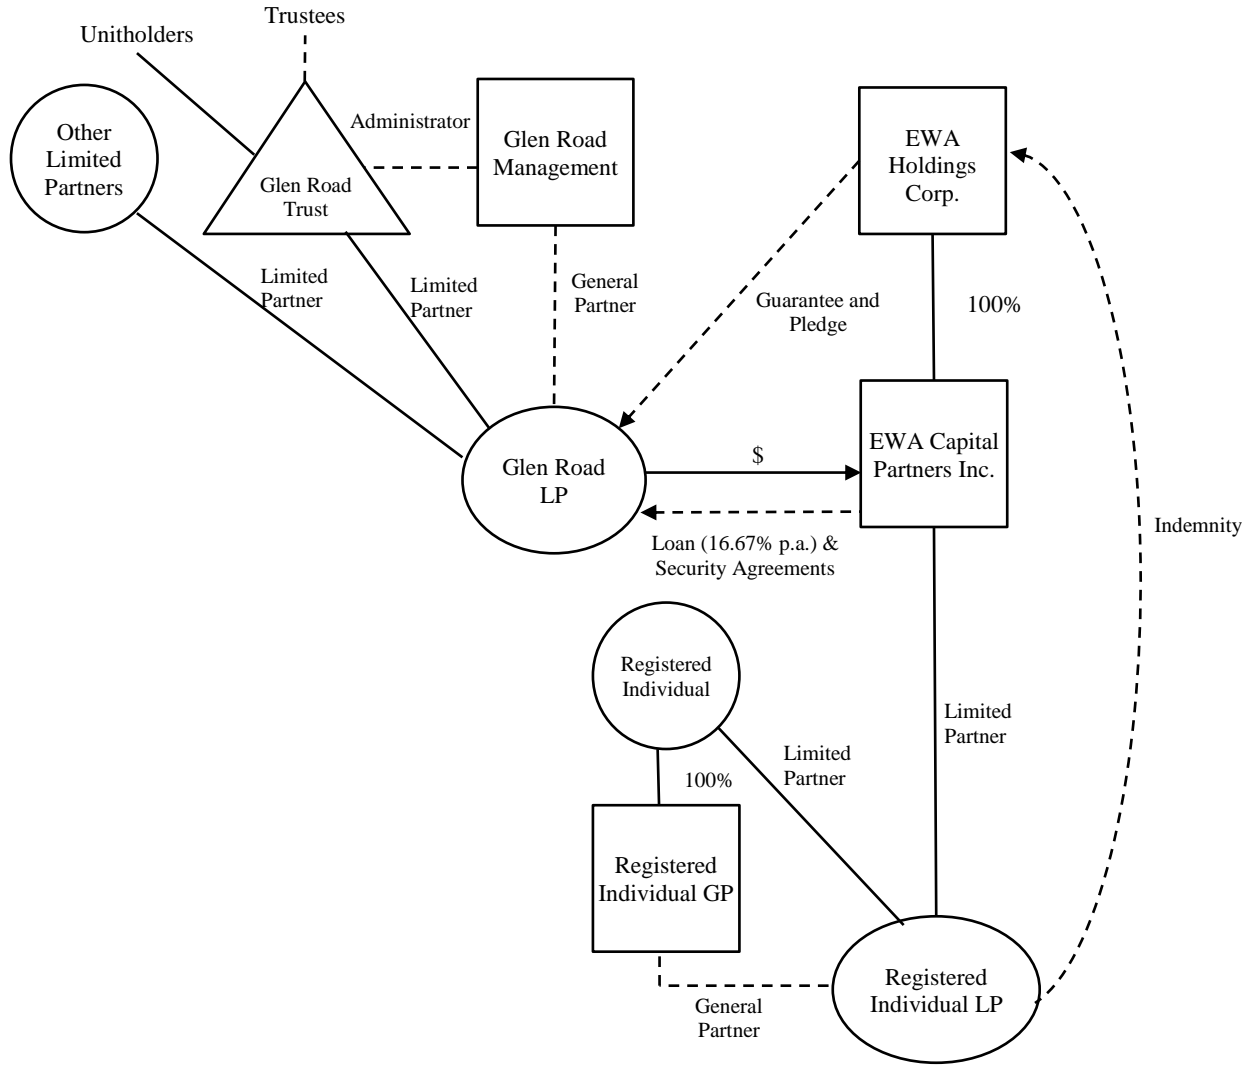 Trustees
Unitholders
Other
Limited
Partners
Glen Road
Trust
Administrator
Glen Road
Management
EWA
Holdings
Corp.
Limited
Partner
Limited
Partner
General
Partner
Guarantee and
Pledge
100%
Glen Road
LP
$
EWA Capital
Partners Inc.
Loan (16.67% p.a.) &
Security Agreements
Indemnity
Registered
Individual
Limited
Partner
Limited
Partner
100%
Registered
Individual GP
General
Partner
Registered
Individual LP